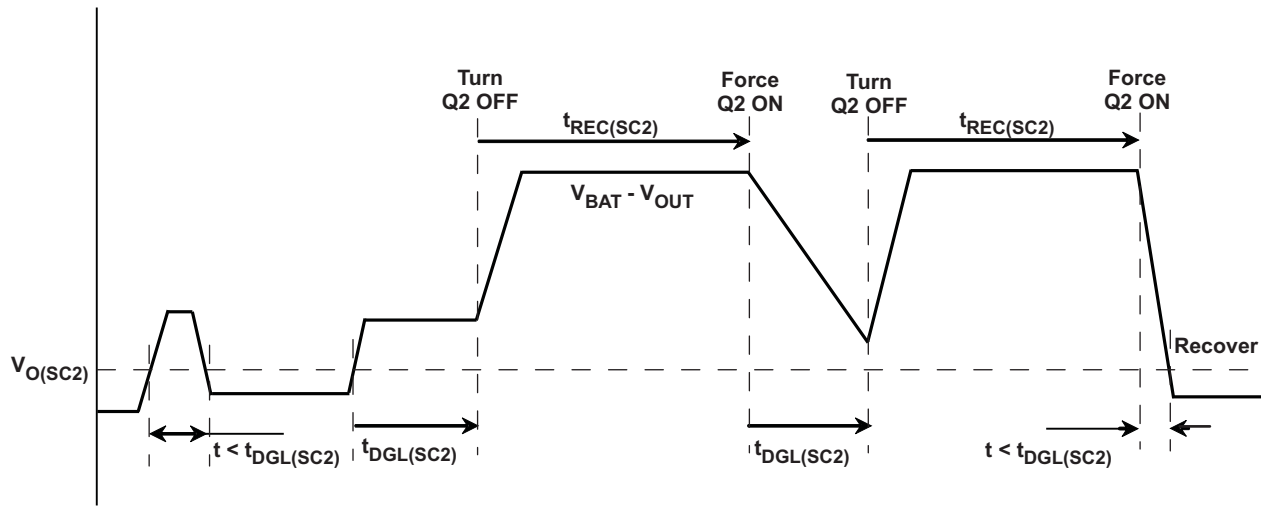 Turn
Q2 OFF
Force
Q2 ON
Turn
Q2 OFF
Force
Q2 ON
tREC(SC2)
tREC(SC2)
VBAT - VOUT
VO(SC2)
Recover
t < tDGL(SC2)
tDGL(SC2)
tDGL(SC2)
t < tDGL(SC2)